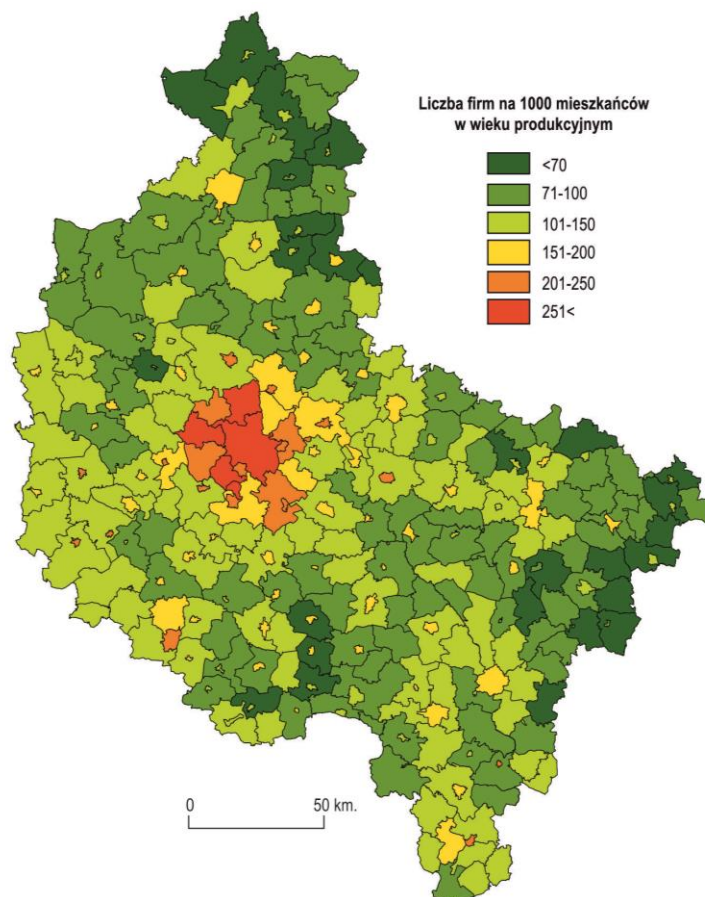 Liczba firm na 1000 mieszkańców
w wieku produkcyjnym
<70
71-100
101-150
151-200
201-250
251<
0 50 km.